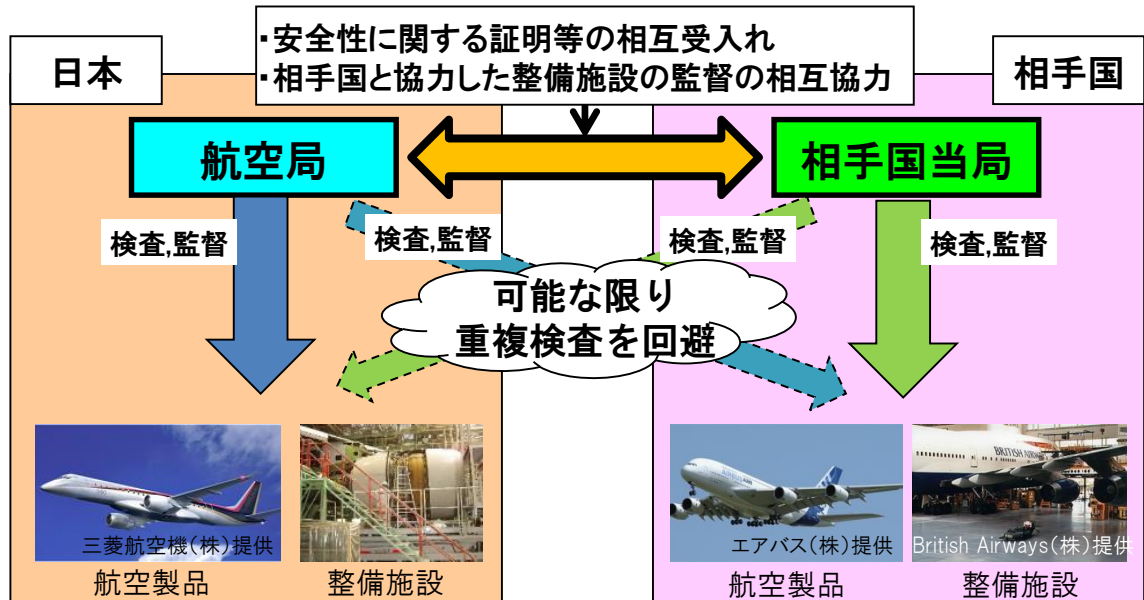 ・安全性に関する証明等の相互受入れ
・相手国と協力した整備施設の監督の相互協力
日本
相手国
航空局
相手国当局
検査,監督
検査,監督
検査,監督
検査,監督
可能な限り
重複検査を回避
三菱航空機(株)提供
エアバス(株)提供
BRITISH AIRWAYS
British Airways(株)提供
航空製品
整備施設
航空製品
整備施設